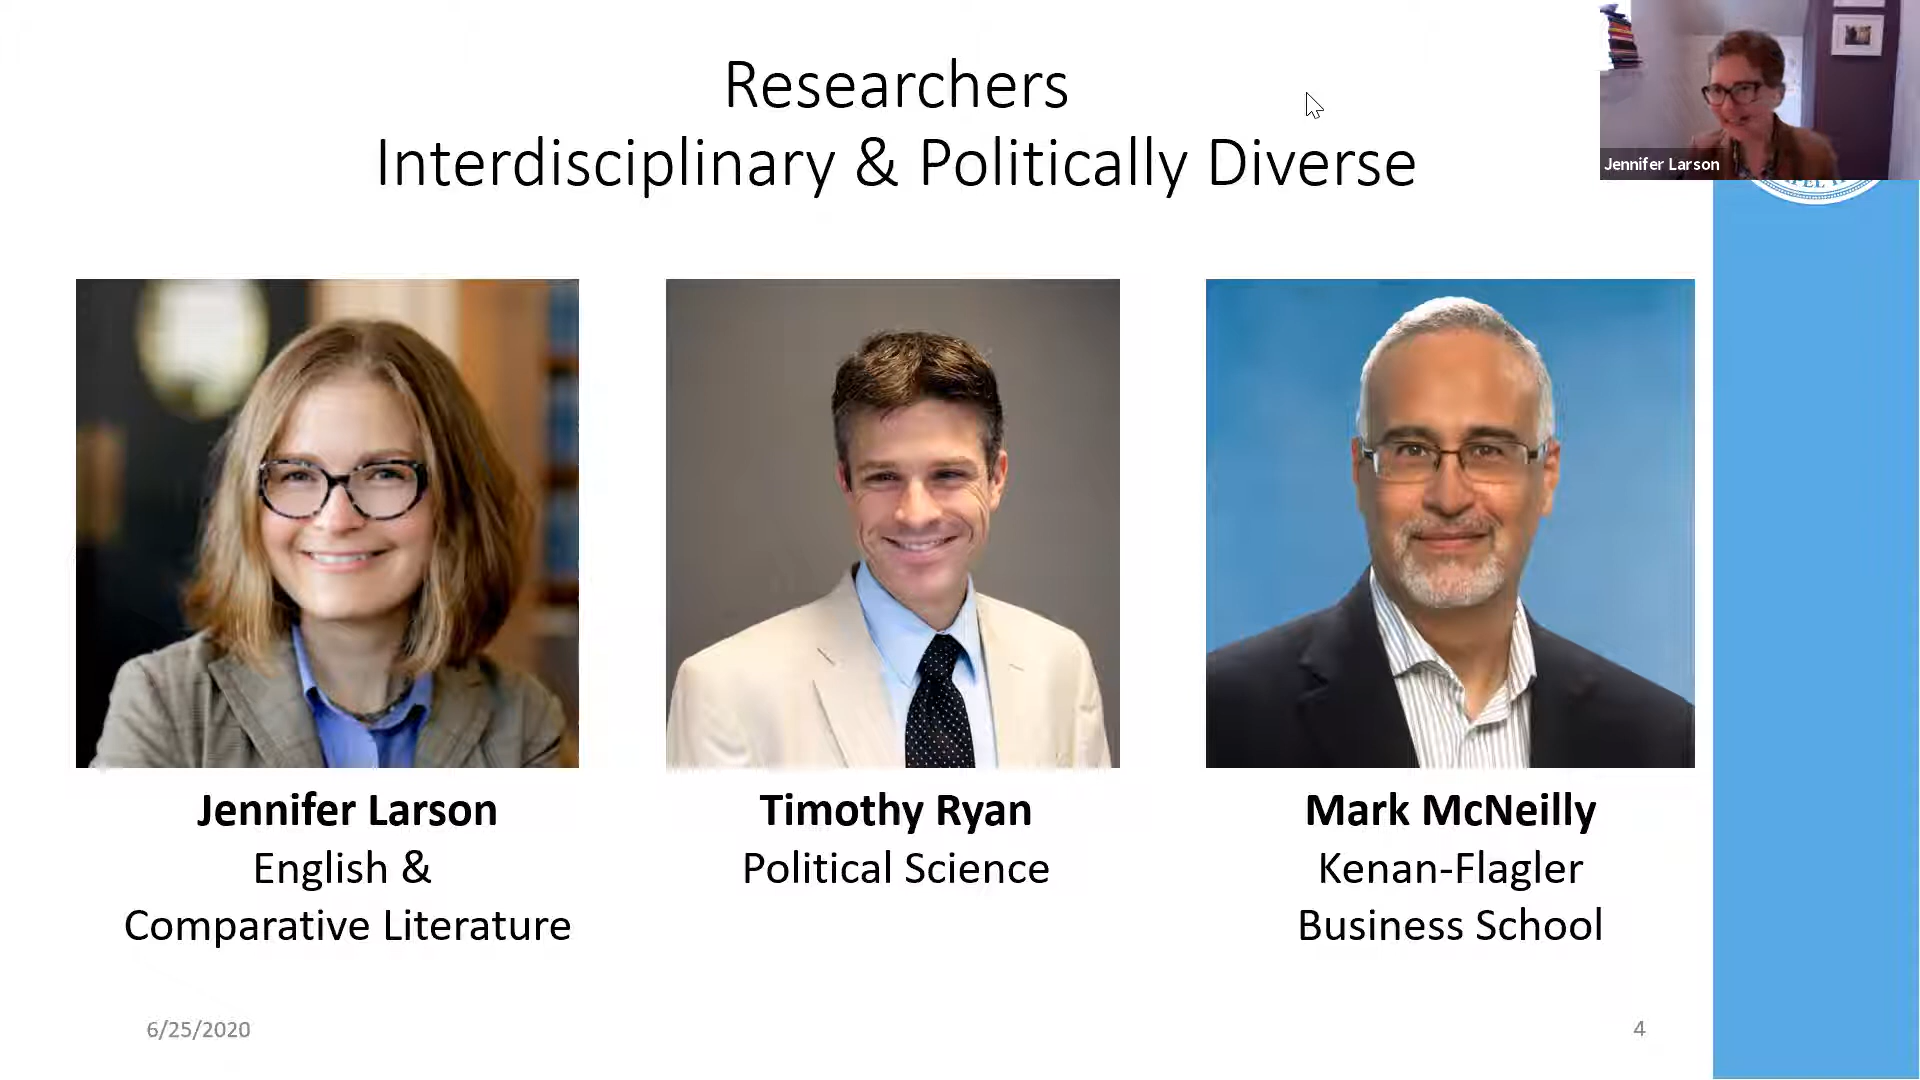 Researchers
Interdisciplinary & Politically Diverse
Jennifer Larson
Jennifer Larson
English &
Comparative Literature
Timothy Ryan
Political Science
Mark McNeilly
Kenan-Flagler
Business School
6/25/2020
4